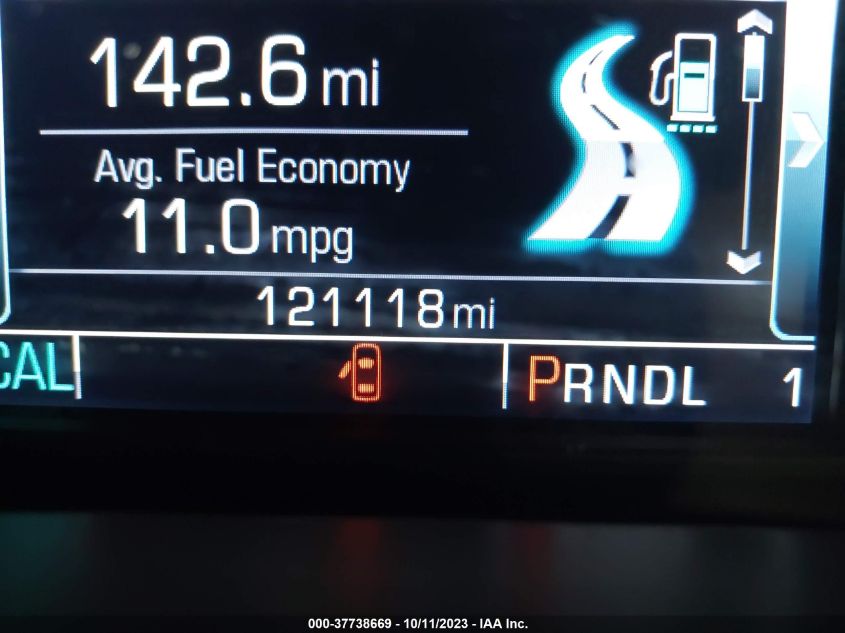 142.6 mi
Avg. Fuel Economy
11.0 mpg
121118 mi
CAL
PRNDL 1
000-37738669 - 10/11/2023 - IAA Inc.